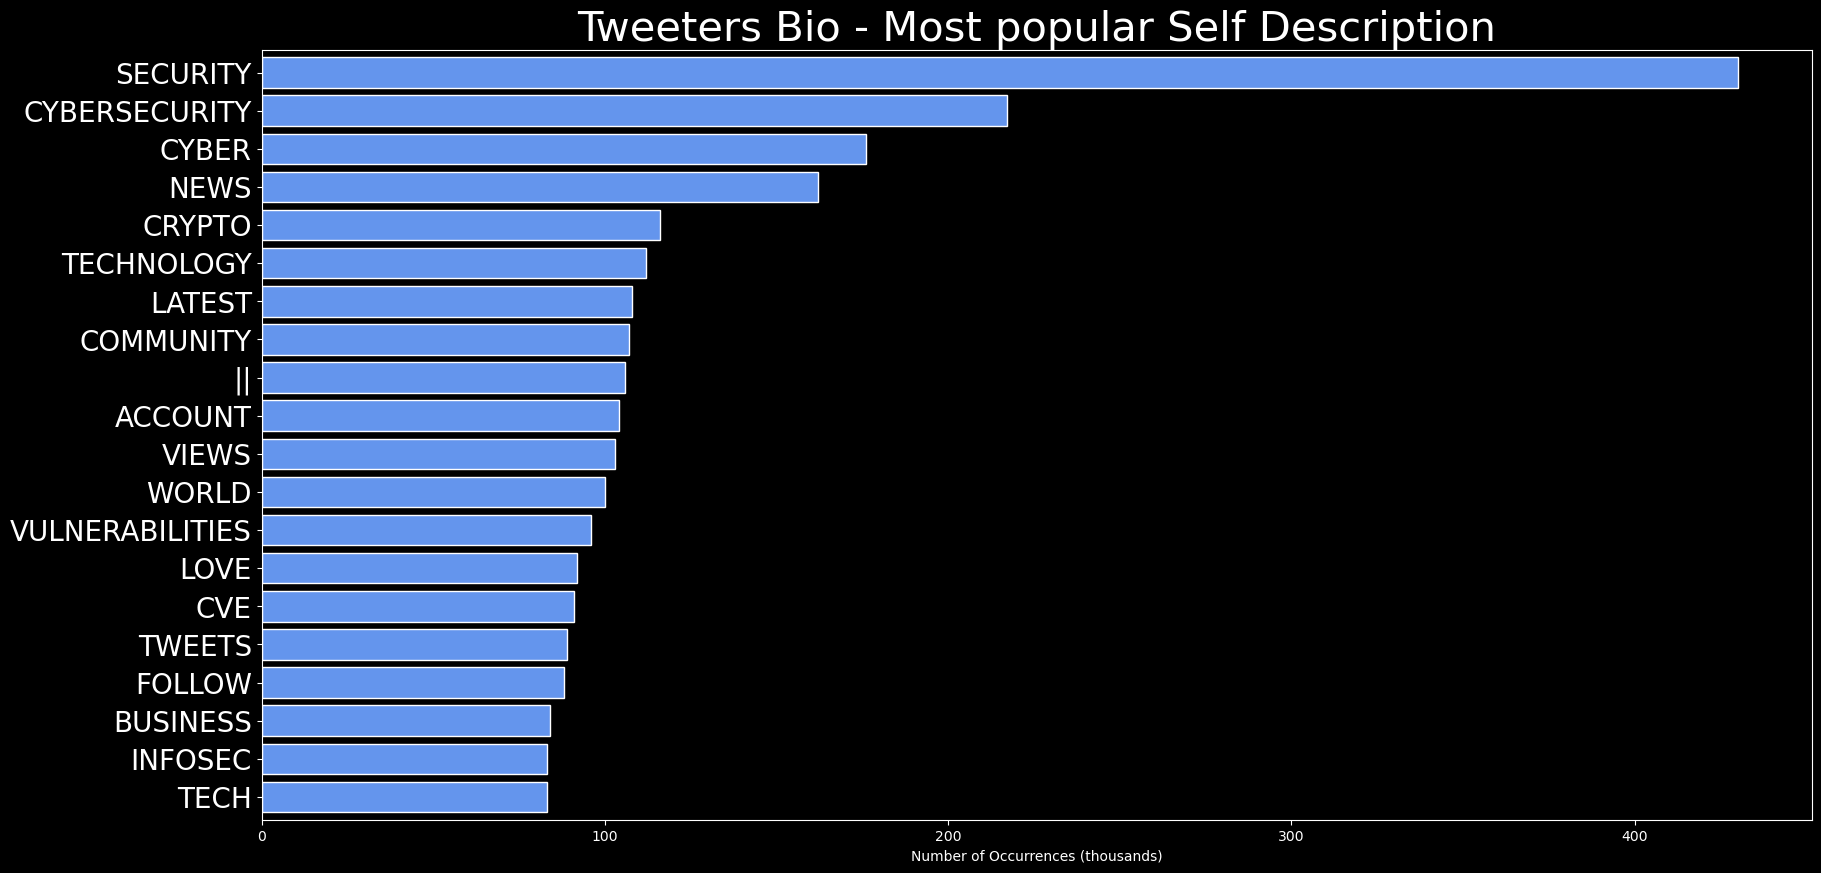 Tweeters Bio - Most popular Self Description
SECURITY
CYBERSECURITY
CYBER
NEWS
CRYPTO
TECHNOLOGY
LATEST
COMMUNITY
||
ACCOUNT
VIEWS
WORLD
VULNERABILITIES
LOVE
CVE
TWEETS
FOLLOW
BUSINESS
INFOSEC
TECH
0 100 200 300 400
Number of Occurrences (thousands)